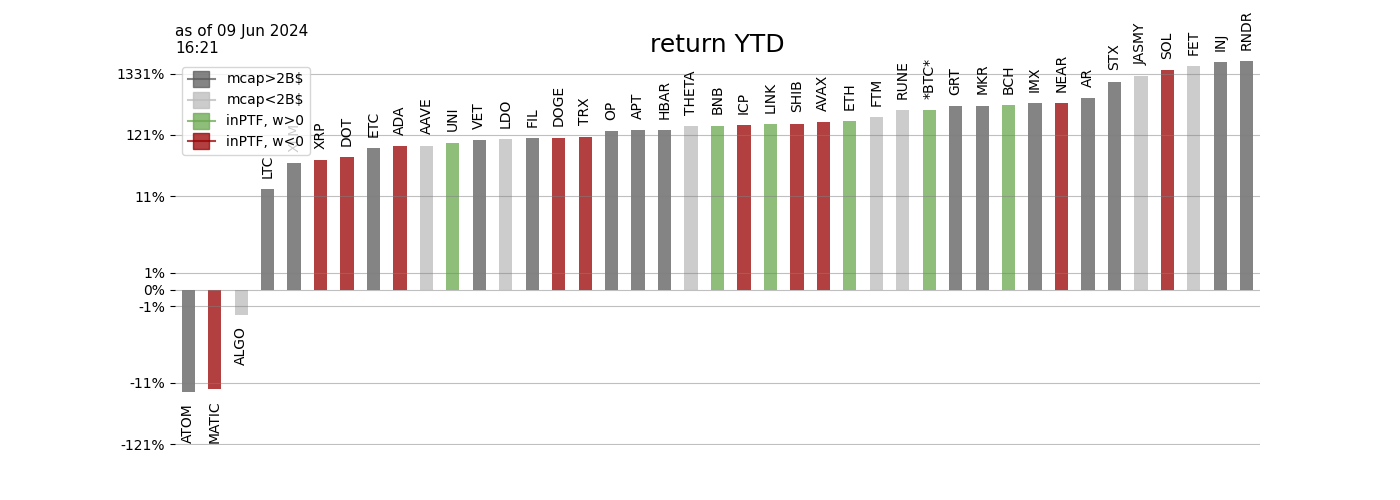 as of 09 Jun 2024
16:21
return YTD
mcap>2B$
mcap<2B$
inPTF, w>0
inPTF, w<0
1331%
121%
11%
1%
0%
-1%
-11%
-121%
ATOM
MATIC
ALGO
LTC
XRP
DOT
ETC
ADA
AAVE
UNI
VET
LDO
FIL
DOGE
TRX
OP
APT
HBAR
THETA
BNB
ICP
LINK
SHIB
AVAX
ETH
FTM
RUNE
*BTC*
GRT
MKR
BCH
IMX
NEAR
AR
STX
JASMY
SOL
FET
INJ
RNDR